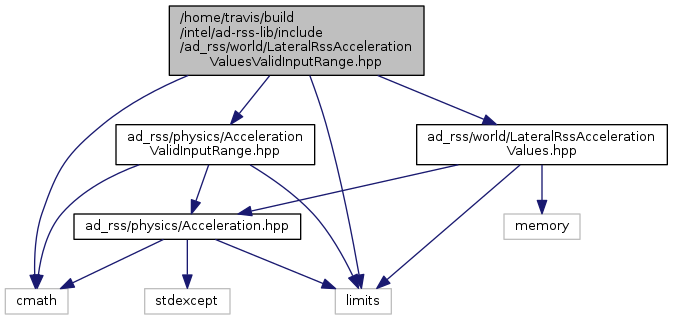 /home/travis/build
/intel/ad-rss-lib/include
/ad_rss/world/LateralRssAcceleration
ValuesValidInputRange.hpp
ad_rss/physics/Acceleration
ValidInputRange.hpp
ad_rss/world/LateralRssAcceleration
Values.hpp
ad_rss/physics/Acceleration.hpp
memory
cmath
stdexcept
limits